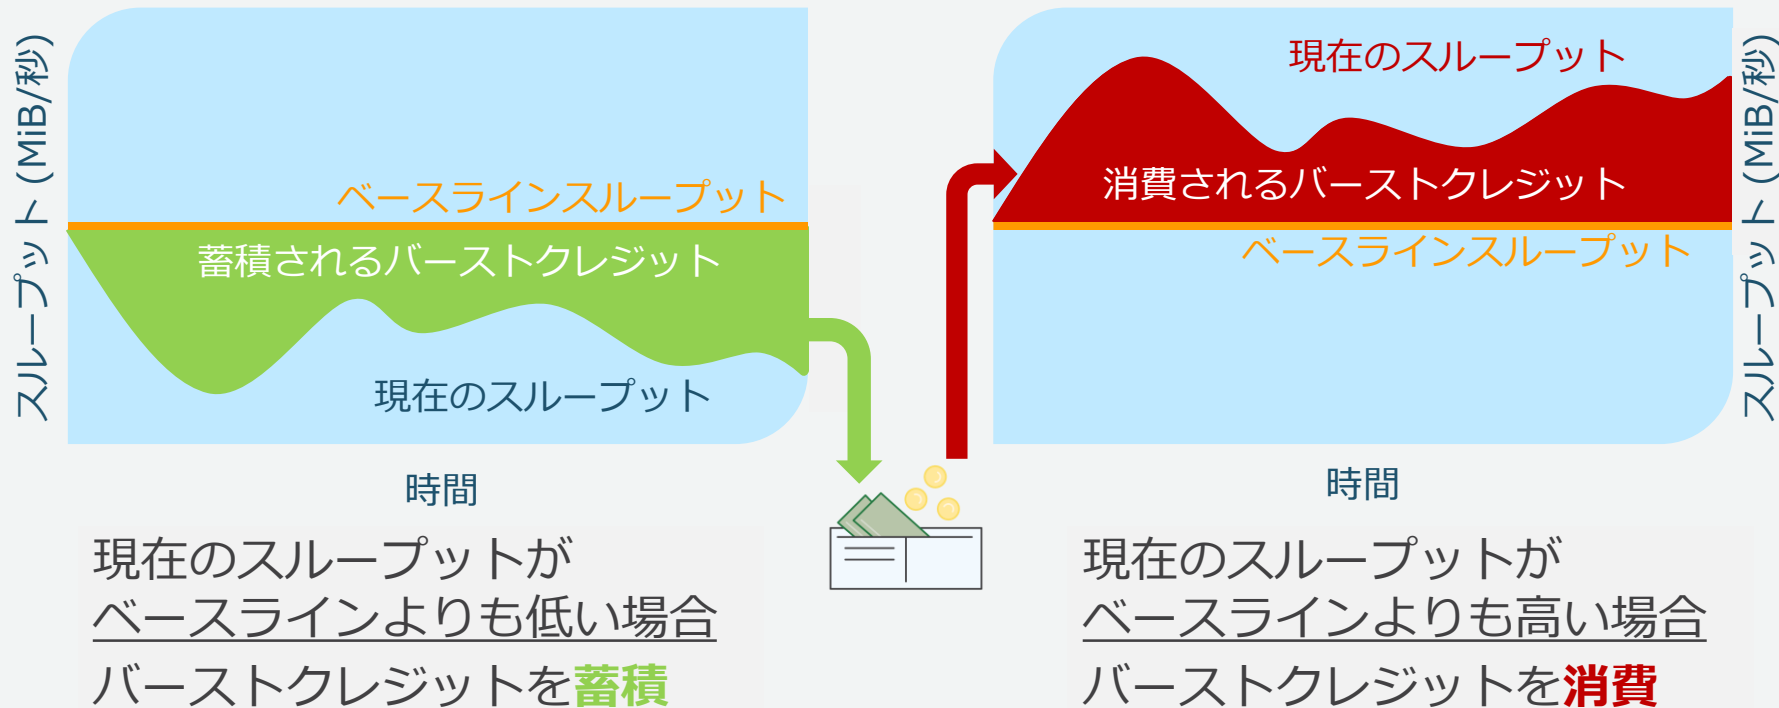 スループット (MiB/秒)
ベースラインスループット
蓄積されるバーストクレジット
現在のスループット
時間
現在のスループットが
ベースラインよりも低い場合
バーストクレジットを蓄積
現在のスループット
消費されるバーストクレジット
ベースラインスループット
スループット (MiB/秒)
時間
現在のスループットが
ベースラインよりも高い場合
バーストクレジットを消費